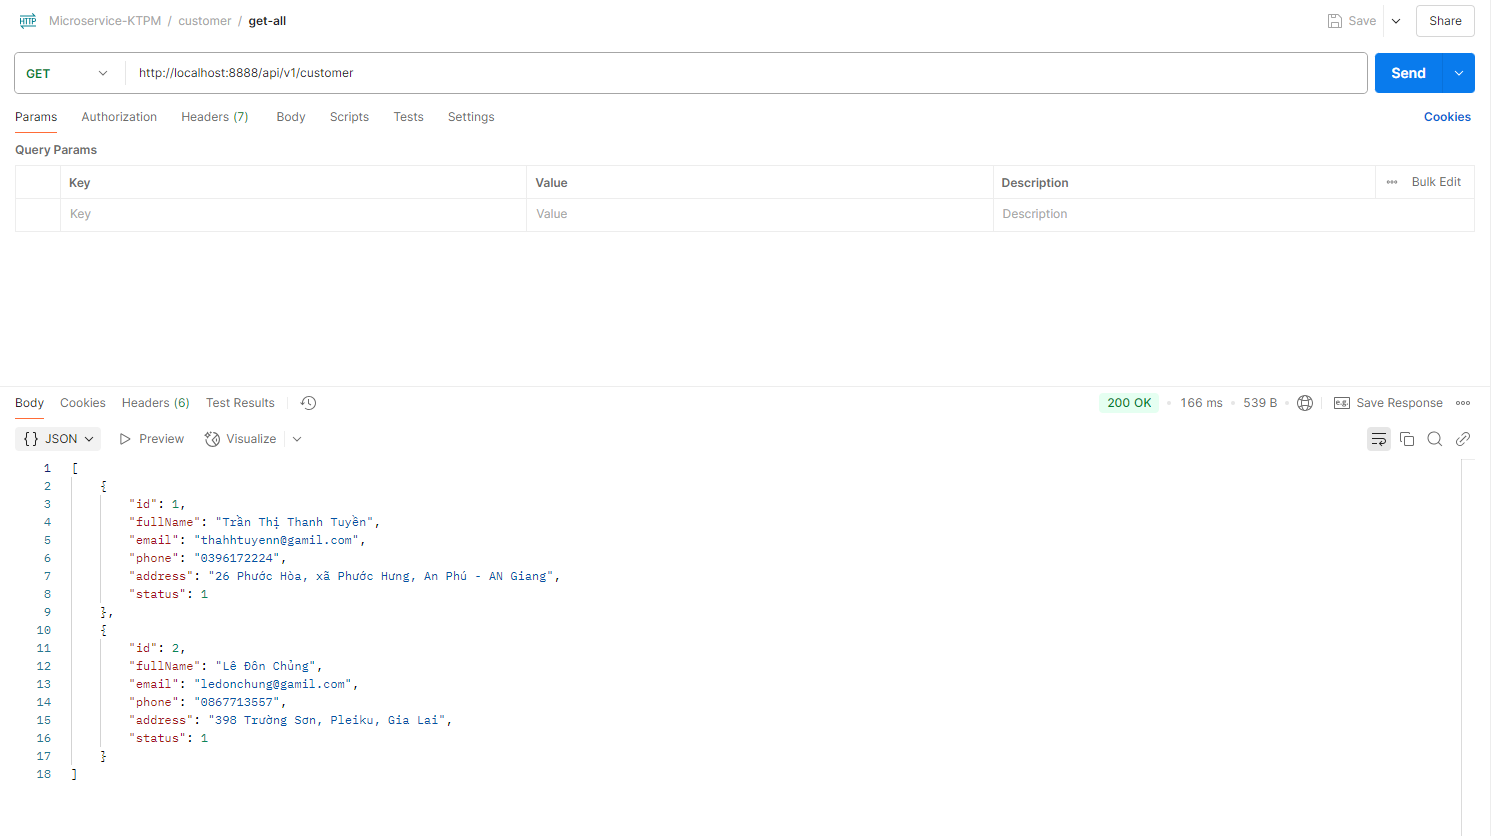 HTTP Microservice-KTPM / customer / get-all Save Share
GET http://localhost:8888/api/v1/customer Send
Params Authorization Headers (7) Body Scripts Tests Settings Cookies
Query Params
Key Value Description ••• Bulk Edit
Key Value Description
Body Cookies Headers (6) Test Results 200 OK • 166 ms • 539 B • e.g. Save Response •••
{} JSON Preview Visualize
1 [
2 {
3 "id": 1,
4 "fullName": "Trần Thị Thanh Tuyền",
5 "email": "thahhtuyenn@gamil.com",
6 "phone": "0396172224",
7 "address": "26 Phước Hòa, xã Phước Hưng, An Phú - AN Giang",
8 "status": 1
9 },
10 {
11 "id": 2,
12 "fullName": "Lê Đôn Chủng",
13 "email": "ledonchung@gamil.com",
14 "phone": "0867713557",
15 "address": "398 Trường Sơn, Pleiku, Gia Lai",
16 "status": 1
17 }
18 ]